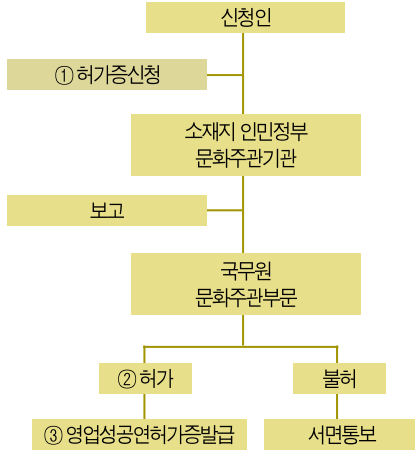 신청인
① 허가증신청
소재지 인민정부
문화주관기관
보고
국무원
문화주관부문
② 허가
불허
③ 영업성공연허가증발급
서면통보